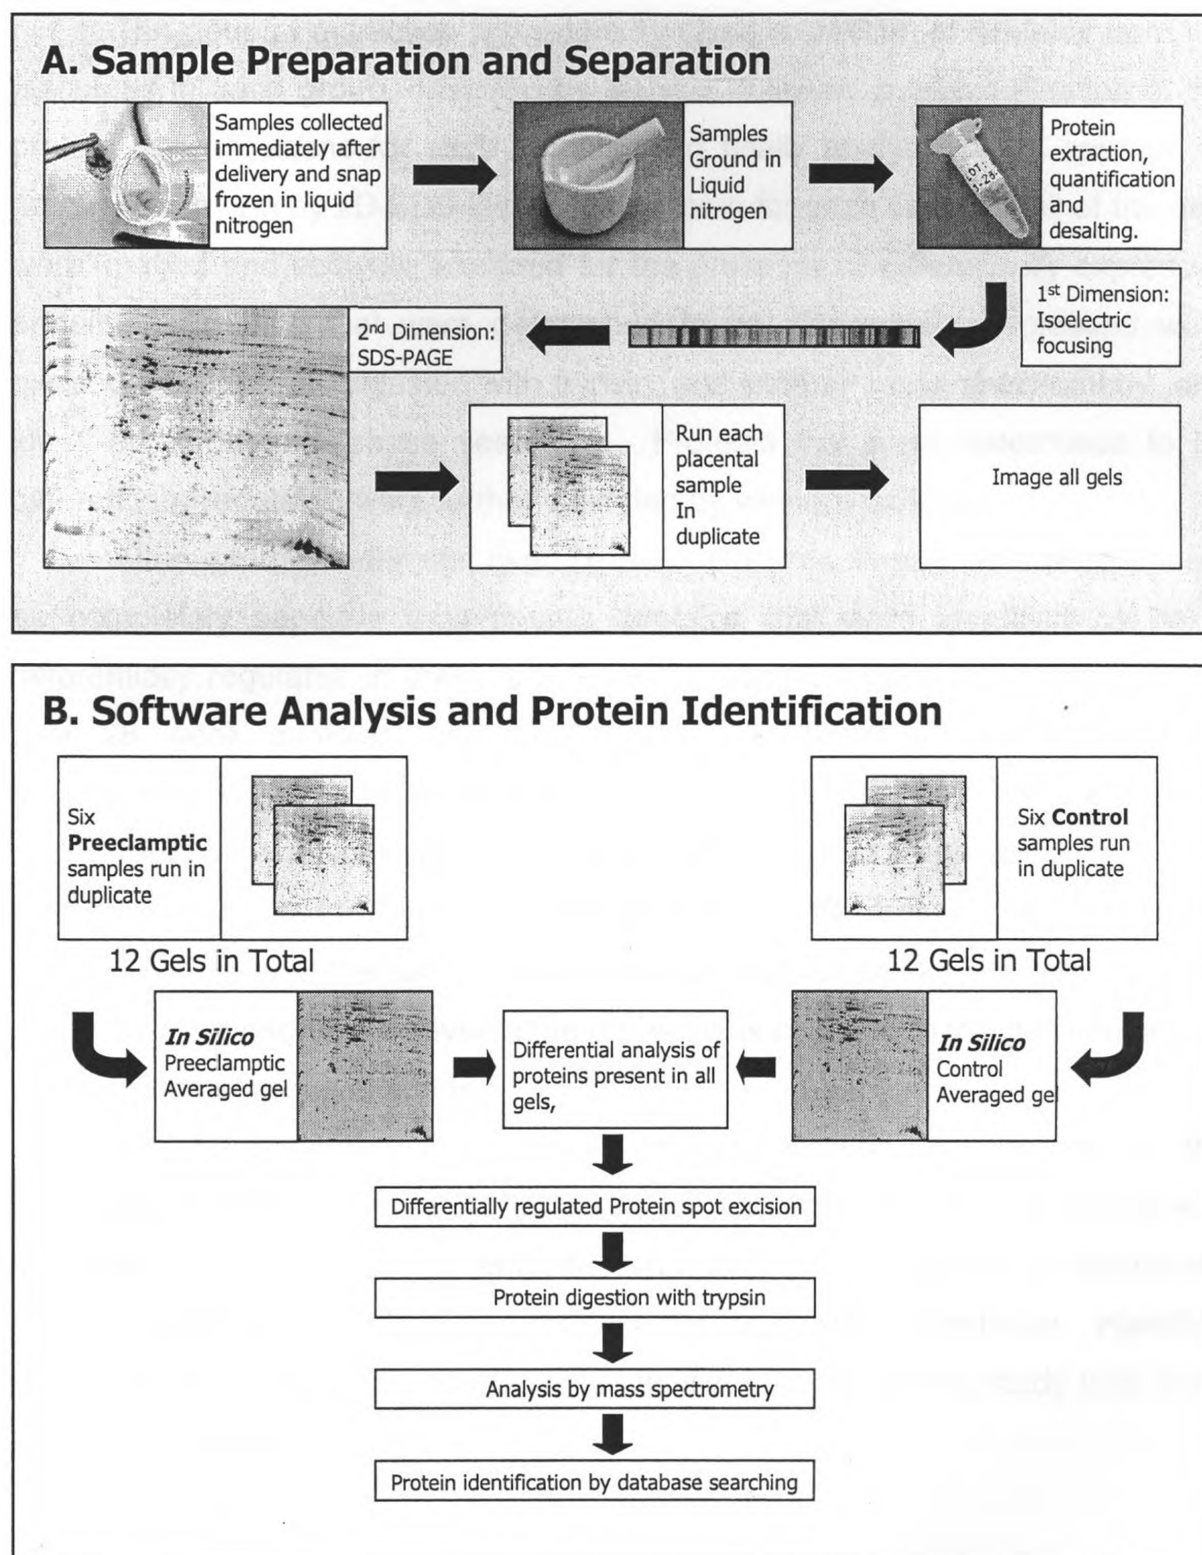 A. Sample Preparation and Separation
Samples collected
immediately after
delivery and snap
frozen in liquid
nitrogen
Samples
Ground in
Liquid
nitrogen
Protein
extraction,
quantification
and
desalting.
1st Dimension:
Isoelectric
focusing
2nd Dimension:
SDS-PAGE
Run each
placental
sample
In
duplicate
Image all gels
B. Software Analysis and Protein Identification
Six
Preeclamptic
samples run in
duplicate
12 Gels in Total
Six Control
samples run
in duplicate
12 Gels in Total
In Silico
Preeclamptic
Averaged gel
Differential analysis of
proteins present in all
gels,
In Silico
Control
Averaged gel
Differentially regulated Protein spot excision
Protein digestion with trypsin
Analysis by mass spectrometry
Protein identification by database searching